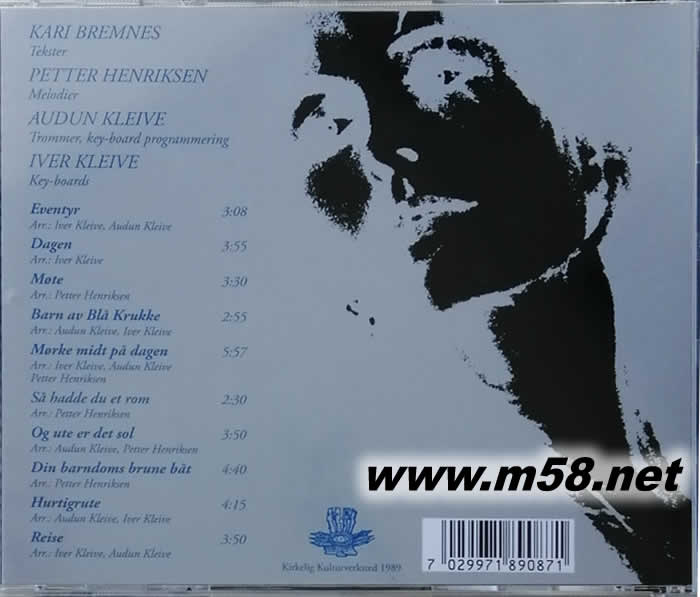 KARI BREMNES
Tekster
PETTER HENRIKSEN
Melodier
AUDUN KLEIVE
Trommer, key-board programmering
IVER KLEIVE
Key-boards
Eventyr 3:08
Arr.: Iver Kleive, Audun Kleive
Dagen 3:55
Arr.: Iver Kleive
Møte 3:30
Arr.: Petter Henriksen
Barn av Blå Krukke 2:55
Arr.: Audun Kleive, Iver Kleive
Mørke midt på dagen 5:57
Arr.: Iver Kleive, Audun Kleive
Petter Henriksen
Så hadde du et rom 2:30
Arr.: Petter Henriksen
Og ute er det sol 3:50
Arr.: Audun Kleive, Petter Henriksen
Din barndoms brune båt 4:40
Arr.: Petter Henriksen
Hurtigrute 4:15
Arr.: Audun Kleive, Iver Kleive
Reise 3:50
Arr.: Iver Kleive, Audun Kleive
Kirkelig Kulturverksted 1989
www.m58.net
7 029971 890871